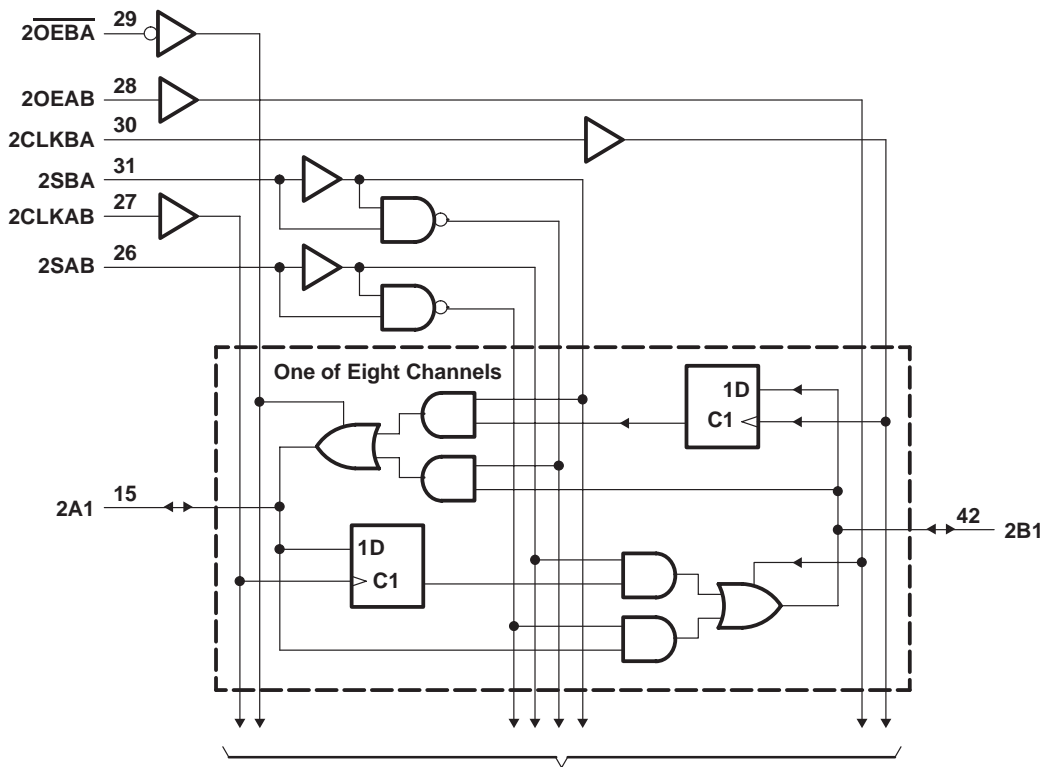 2OEBA 29
2OEAB 28
2CLKBA 30
2SBA 31
2CLKAB 27
2SAB 26
One of Eight Channels
1D
C1
2A1 15
42 2B1
1D
C1